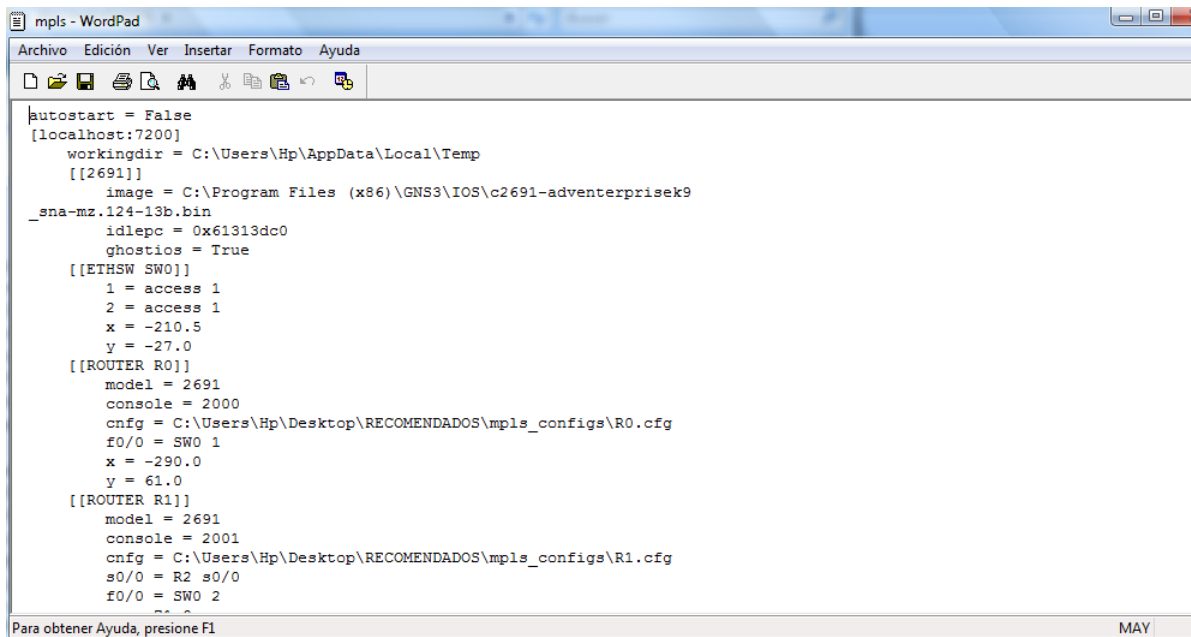 mpls - WordPad
Archivo Edición Ver Insertar Formato Ayuda
autostart = False
[localhost:7200]
workingdir = C:\Users\Hp\AppData\Local\Temp
[[2691]]
image = C:\Program Files (x86)\GNS3\IOS\c2691-adventerprisek9
_sna-mz.124-13b.bin
idlepc = 0x61313dc0
ghostios = True
[[ETHSW SW0]]
1 = access 1
2 = access 1
x = -210.5
y = -27.0
[[ROUTER R0]]
model = 2691
console = 2000
cnfg = C:\Users\Hp\Desktop\RECOMENDADOS\mpls_configs\R0.cfg
f0/0 = SW0 1
x = -290.0
y = 61.0
[[ROUTER R1]]
model = 2691
console = 2001
cnfg = C:\Users\Hp\Desktop\RECOMENDADOS\mpls_configs\R1.cfg
s0/0 = R2 s0/0
f0/0 = SW0 2
Para obtener Ayuda, presione F1
MAY